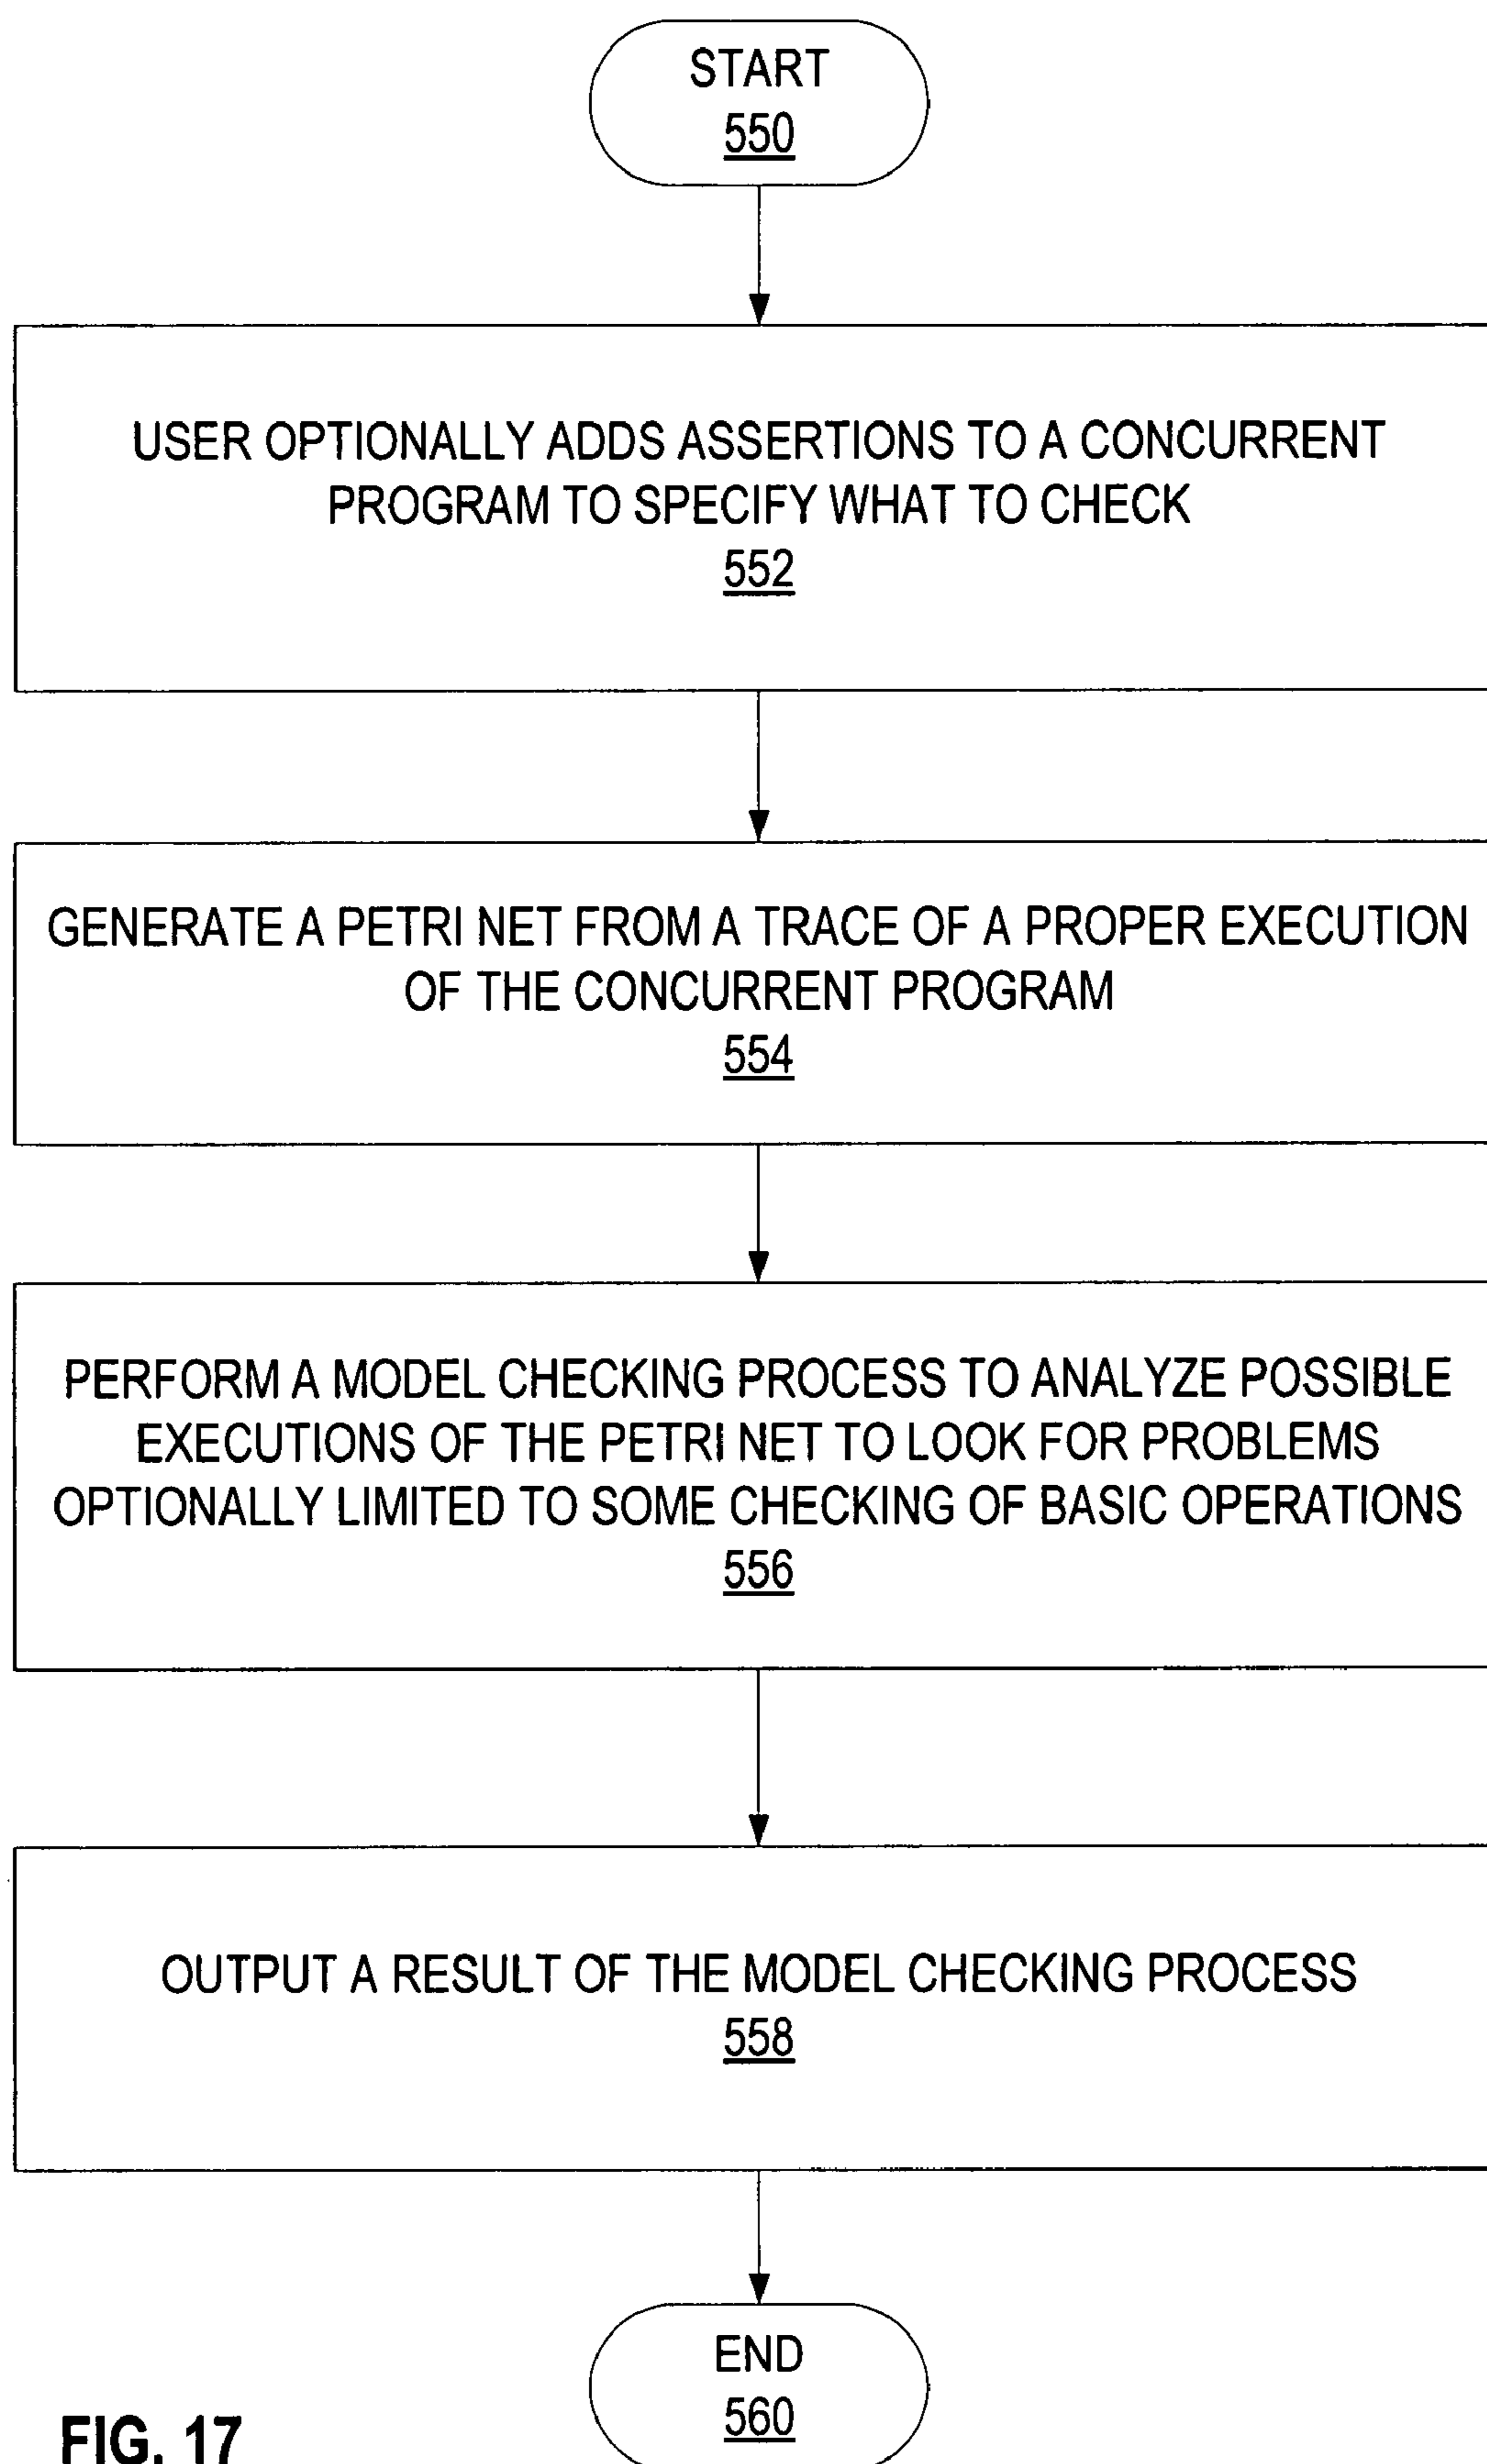 START
550
USER OPTIONALLY ADDS ASSERTIONS TO A CONCURRENT
PROGRAM TO SPECIFY WHAT TO CHECK
552
GENERATE A PETRI NET FROM A TRACE OF A PROPER EXECUTION
OF THE CONCURRENT PROGRAM
554
PERFORM A MODEL CHECKING PROCESS TO ANALYZE POSSIBLE
EXECUTIONS OF THE PETRI NET TO LOOK FOR PROBLEMS
OPTIONALLY LIMITED TO SOME CHECKING OF BASIC OPERATIONS
556
OUTPUT A RESULT OF THE MODEL CHECKING PROCESS
558
END
560
FIG. 17